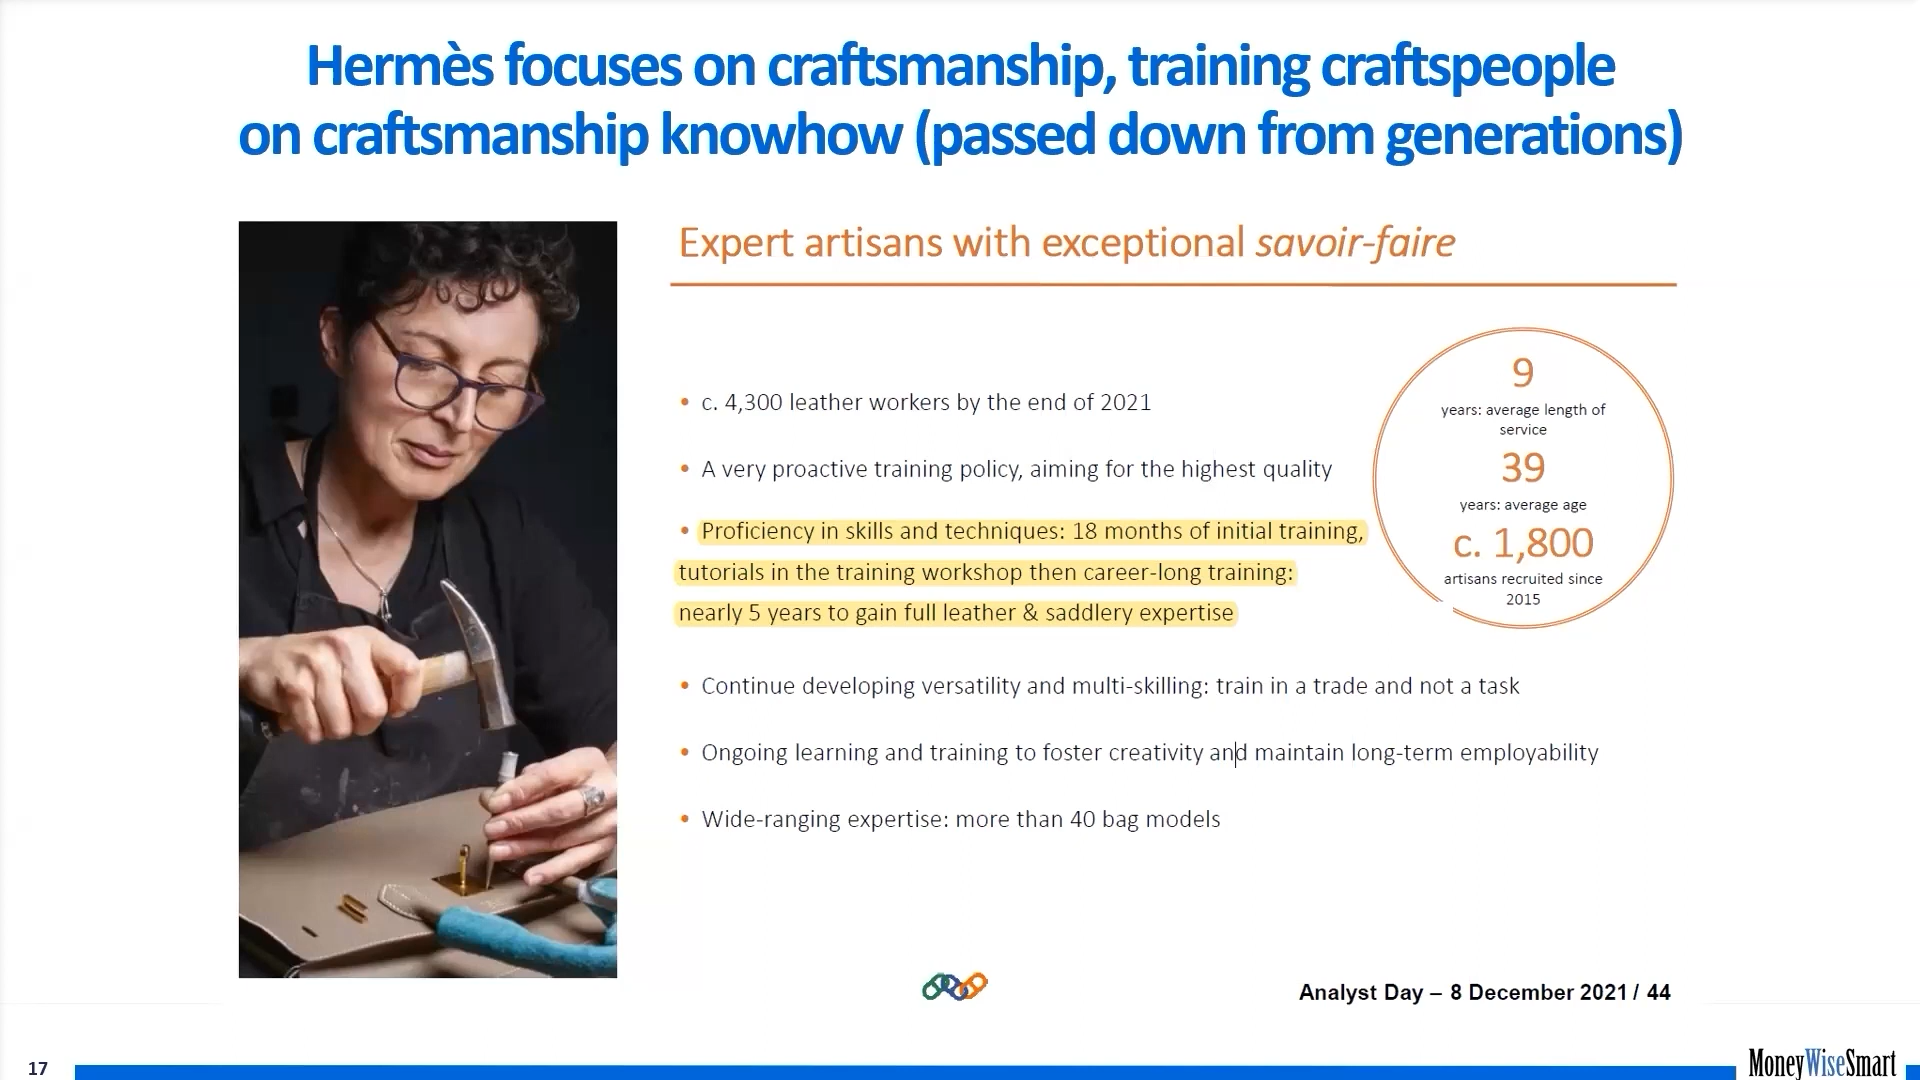 Hermès focuses on craftsmanship, training craftspeople
on craftsmanship knowhow (passed down from generations)
Expert artisans with exceptional savoir-faire
• c. 4,300 leather workers by the end of 2021
• A very proactive training policy, aiming for the highest quality
• Proficiency in skills and techniques: 18 months of initial training,
tutorials in the training workshop then career-long training:
nearly 5 years to gain full leather & saddlery expertise
• Continue developing versatility and multi-skilling: train in a trade and not a task
• Ongoing learning and training to foster creativity and maintain long-term employability
• Wide-ranging expertise: more than 40 bag models
9
years: average length of
service
39
years: average age
c. 1,800
artisans recruited since
2015
Analyst Day – 8 December 2021 / 44
17
MoneyWiseSmart